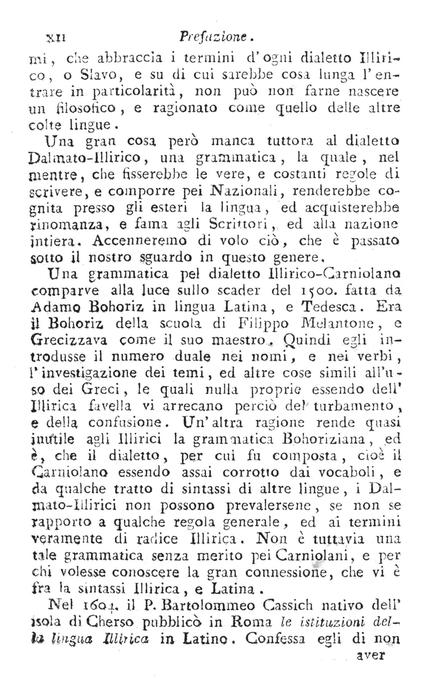 XII Prefazione.
mi, che abbraccia i termini d'ogni dialetto Illiri-
co, o Slavo, e su di cui sarebbe cosa lunga l'en-
trare in particolarità, non può non farne nascere
un filosofico, e ragionato come quello delle altre
colte lingue.
Una gran cosa però manca tuttora al dialetto
Dalmato-Illirico, una grammatica, la quale, nel
mentre, che fisserebbe le vere, e costanti regole di
scrivere, e comporre pei Nazionali, renderebbe co-
gnita presso gli esteri la lingua, ed acquisterebbe
rinomanza, e fama agli Scrittori, ed alla nazione
intiera. Accenneremo di volo ciò, che è passato
sotto il nostro sguardo in questo genere.
Una grammatica pel dialetto Illirico-Carniolano
comparve alla luce sullo scader del 1500. fatta da
Adamo Bohoriz in lingua Latina, e Tedesca. Era
il Bohoriz della scuola di Filippo Melantone, e
Grecizzava come il suo maestro. Quindi egli in-
trodusse il numero duale nei nomi, e nei verbi,
l'investigazione dei temi, ed altre cose simili all'u-
so dei Greci, le quali nulla proprie essendo dell'
Illirica favella vi arrecano perciò del turbamento,
e della confusione. Un'altra ragione rende quasi
inutile agli Illirici la grammatica Bohoriziana, ed
è, che il dialetto, per cui fu composta, cioè il
Carniolano essendo assai corrotto dai vocaboli, e
da qualche tratto di sintassi di altre lingue, i Dal-
mato-Illirici non possono prevalersene, se non se
rapporto a qualche regola generale, ed ai termini
veramente di radice Illirica. Non è tuttavia una
tale grammatica senza merito pei Carniolani, e per
chi volesse conoscere la gran connessione, che vi è
fra la sintassi Illirica, e Latina.
Nel 1604. il P. Bartolommeo Cassich nativo dell'
isola di Cherso pubblicò in Roma le istituzioni del-
la lingua Illirica in Latino. Confessa egli di non
aver